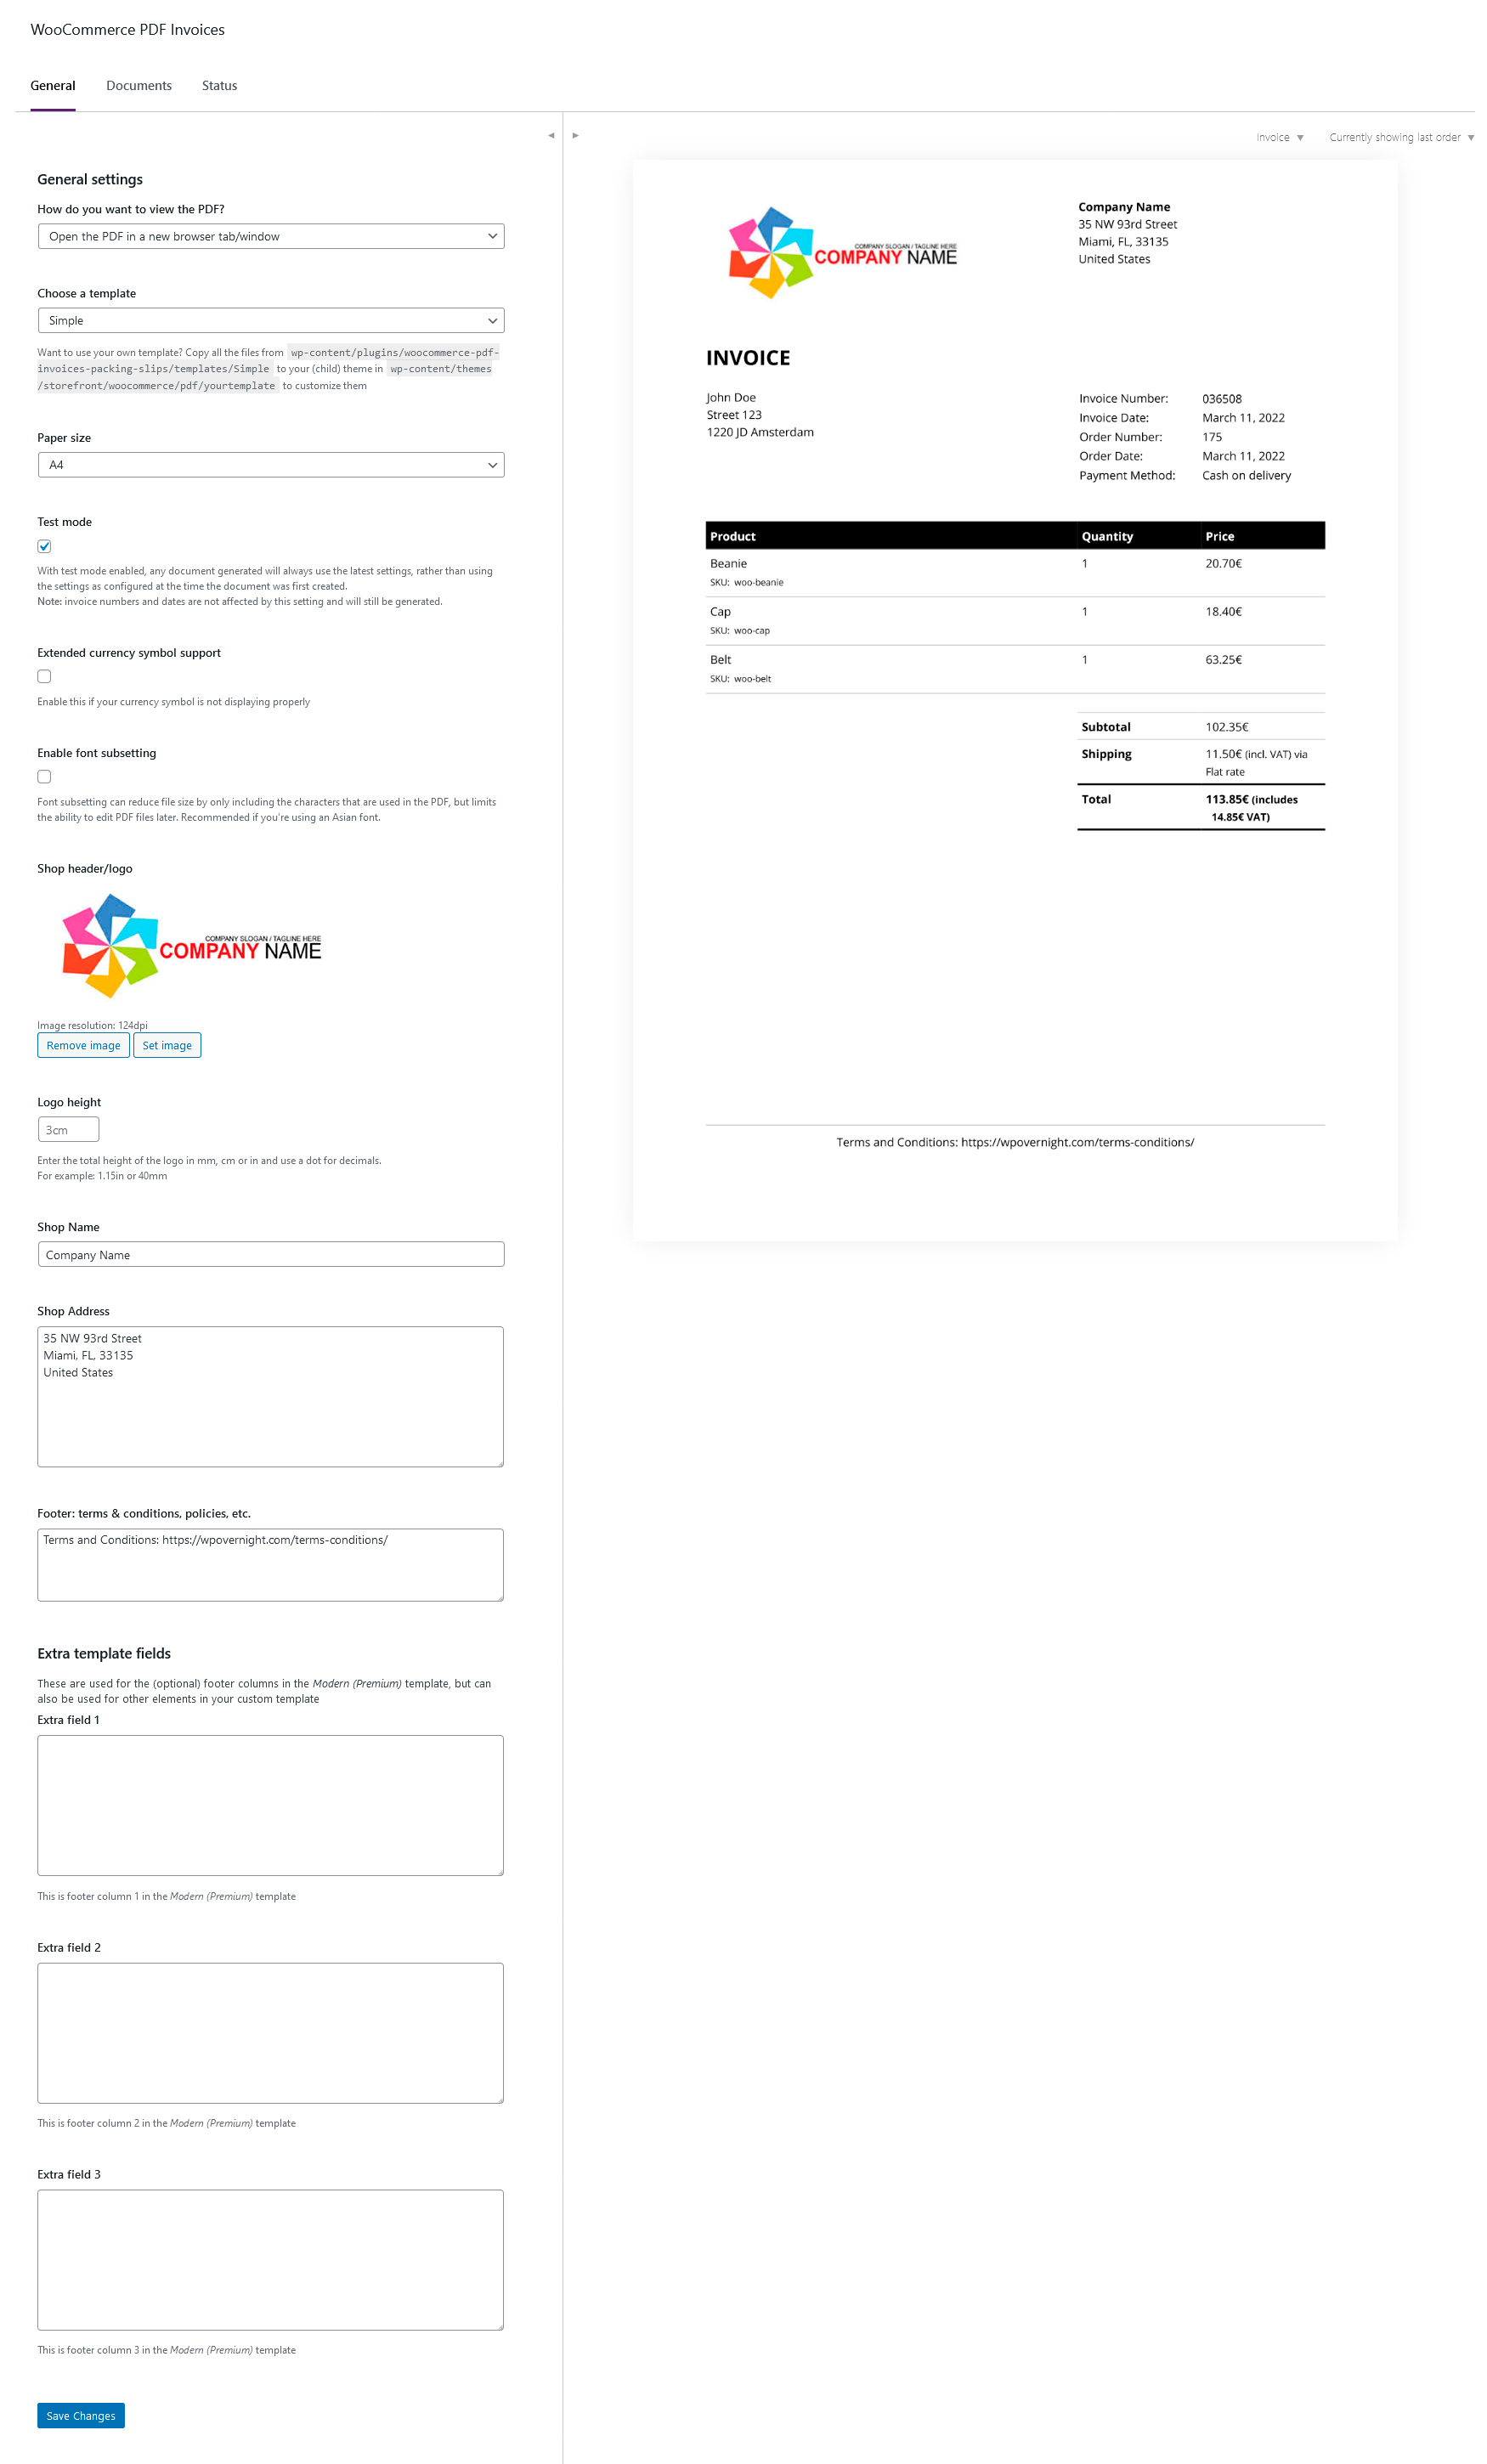 WooCommerce PDF Invoices
General Documents Status
General settings
How do you want to view the PDF?
Open the PDF in a new browser tab/window
Choose a template
Simple
Want to use your own template? Copy all the files from wp-content/plugins/woocommerce-pdf-
invoices-packing-slips/templates/Simple to your (child) theme in wp-content/themes
/storefront/woocommerce/pdf/yourtemplate to customize them
Paper size
A4
Test mode
With test mode enabled, any document generated will always use the latest settings, rather than using
the settings as configured at the time the document was first created.
Note: invoice numbers and dates are not affected by this setting and will still be generated.
Extended currency symbol support
Enable this if your currency symbol is not displaying properly
Enable font subsetting
Font subsetting can reduce file size by only including the characters that are used in the PDF, but limits
the ability to edit PDF files later. Recommended if you're using an Asian font.
Shop header/logo
COMPANY SLOGAN / TAGLINE HERE
COMPANY NAME
Image resolution: 124dpi
Remove image Set image
Logo height
3cm
Enter the total height of the logo in mm, cm or in and use a dot for decimals.
For example: 1.15in or 40mm
Shop Name
Company Name
Shop Address
35 NW 93rd Street
Miami, FL, 33135
United States
Footer: terms & conditions, policies, etc.
Terms and Conditions: https://wpovernight.com/terms-conditions/
Extra template fields
These are used for the (optional) footer columns in the Modern (Premium) template, but can
also be used for other elements in your custom template
Extra field 1
This is footer column 1 in the Modern (Premium) template
Extra field 2
This is footer column 2 in the Modern (Premium) template
Extra field 3
This is footer column 3 in the Modern (Premium) template
Save Changes
Invoice Currently showing last order
COMPANY SLOGAN / TAGLINE HERE
COMPANY NAME
Company Name
35 NW 93rd Street
Miami, FL, 33135
United States
INVOICE
John Doe
Street 123
1220 JD Amsterdam
Invoice Number: 036508
Invoice Date: March 11, 2022
Order Number: 175
Order Date: March 11, 2022
Payment Method: Cash on delivery
Product Quantity Price
Beanie 1 20.70€
SKU: woo-beanie
Cap 1 18.40€
SKU: woo-cap
Belt 1 63.25€
SKU: woo-belt
Subtotal 102.35€
Shipping 11.50€ (incl. VAT) via
Flat rate
Total 113.85€ (includes
14.85€ VAT)
Terms and Conditions: https://wpovernight.com/terms-conditions/